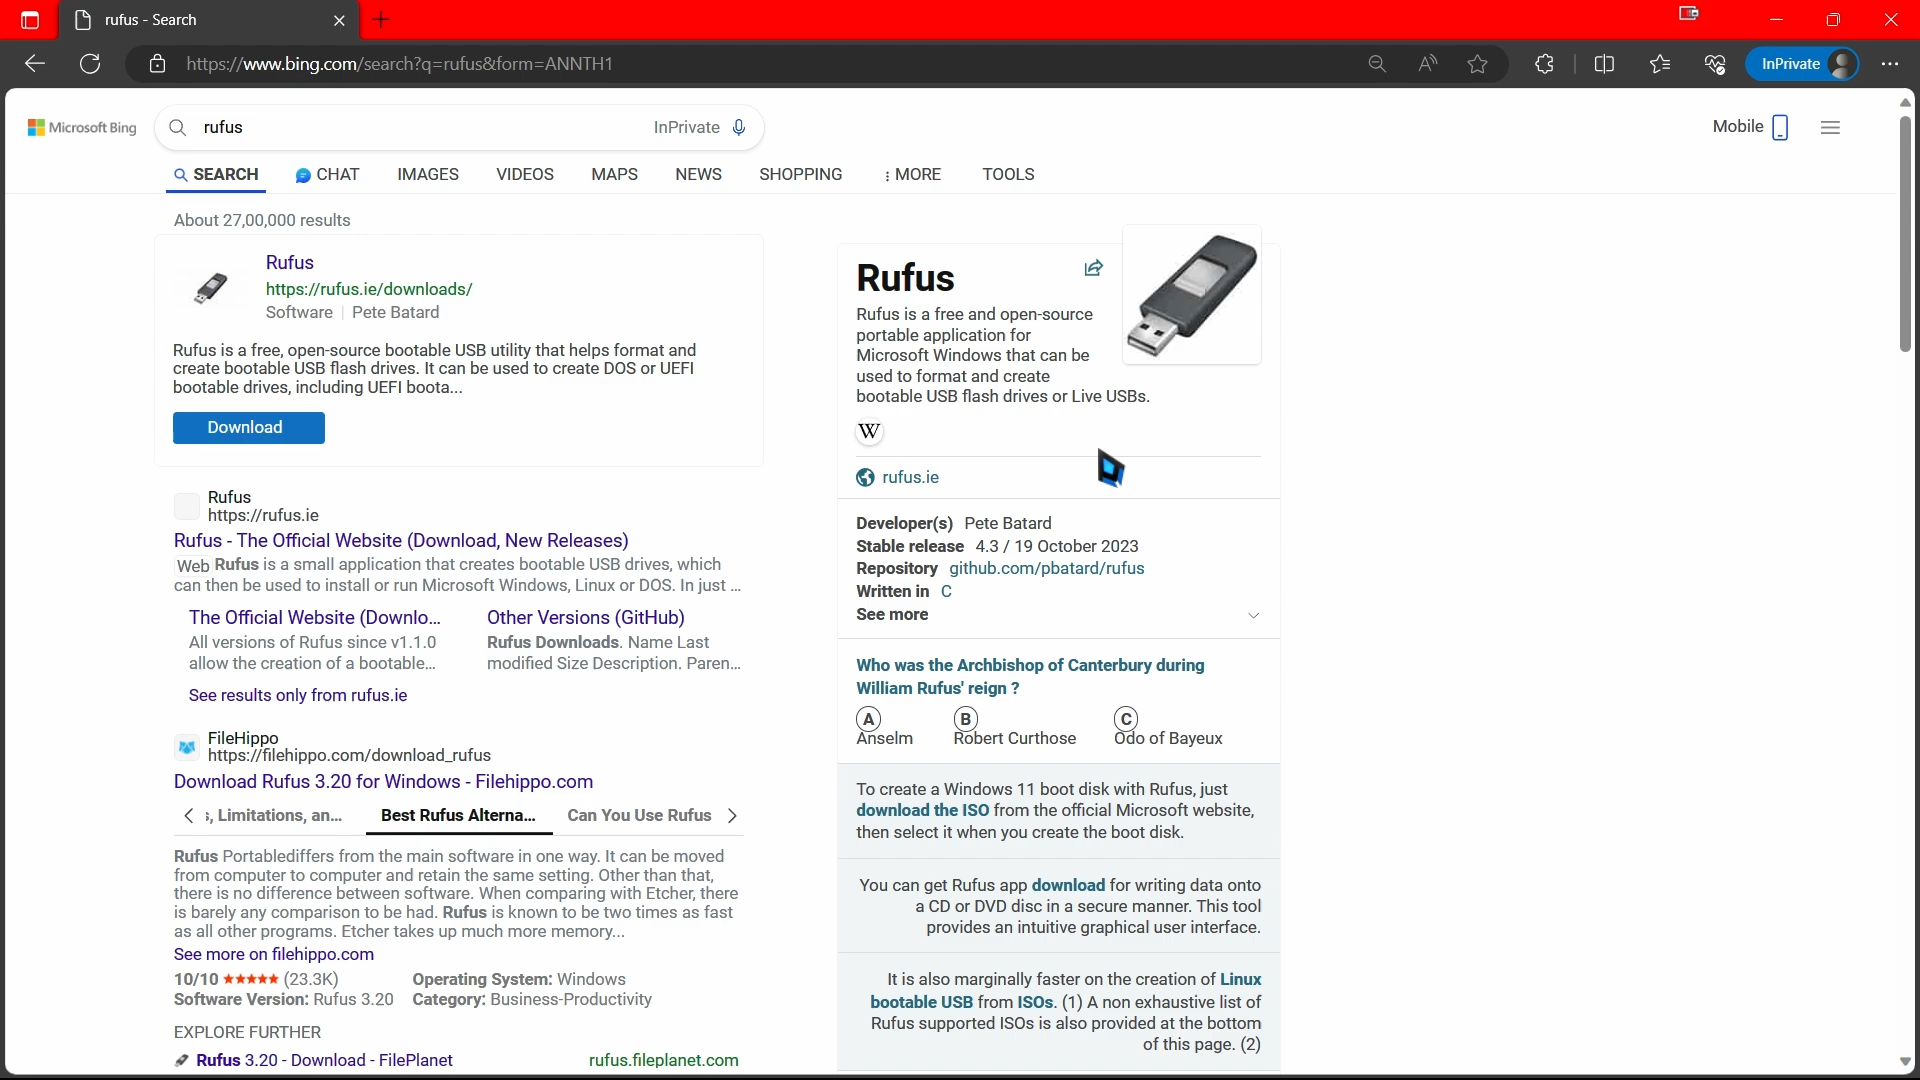 rufus - Search
https://www.bing.com/search?q=rufus&form=ANNTH1
InPrivate
Microsoft Bing
rufus
InPrivate
Mobile
SEARCH CHAT IMAGES VIDEOS MAPS NEWS SHOPPING MORE TOOLS
About 27,00,000 results
Rufus
https://rufus.ie/downloads/
Software | Pete Batard
Rufus is a free, open-source bootable USB utility that helps format and
create bootable USB flash drives. It can be used to create DOS or UEFI
bootable drives, including UEFI boota...
Download
Rufus
https://rufus.ie
Rufus - The Official Website (Download, New Releases)
Web Rufus is a small application that creates bootable USB drives, which
can then be used to install or run Microsoft Windows, Linux or DOS. In just ...
The Official Website (Downlo...
All versions of Rufus since v1.1.0
allow the creation of a bootable...
Other Versions (GitHub)
Rufus Downloads. Name Last
modified Size Description. Paren...
See results only from rufus.ie
FileHippo
https://filehippo.com/download_rufus
Download Rufus 3.20 for Windows - Filehippo.com
s, Limitations, an... Best Rufus Alterna... Can You Use Rufus
Rufus Portablediffers from the main software in one way. It can be moved
from computer to computer and retain the same setting. Other than that,
there is no difference between software. When comparing with Etcher, there
is barely any comparison to be had. Rufus is known to be two times as fast
as all other programs. Etcher takes up much more memory...
See more on filehippo.com
10/10 ★★★★★ (23.3K) Operating System: Windows
Software Version: Rufus 3.20 Category: Business-Productivity
EXPLORE FURTHER
Rufus 3.20 - Download - FilePlanet rufus.fileplanet.com
Rufus
Rufus is a free and open-source
portable application for
Microsoft Windows that can be
used to format and create
bootable USB flash drives or Live USBs.
W
rufus.ie
Developer(s) Pete Batard
Stable release 4.3 / 19 October 2023
Repository github.com/pbatard/rufus
Written in C
See more
Who was the Archbishop of Canterbury during
William Rufus' reign ?
A B C
Anselm Robert Curthose Odo of Bayeux
To create a Windows 11 boot disk with Rufus, just
download the ISO from the official Microsoft website,
then select it when you create the boot disk.
You can get Rufus app download for writing data onto
a CD or DVD disc in a secure manner. This tool
provides an intuitive graphical user interface.
It is also marginally faster on the creation of Linux
bootable USB from ISOs. (1) A non exhaustive list of
Rufus supported ISOs is also provided at the bottom
of this page. (2)